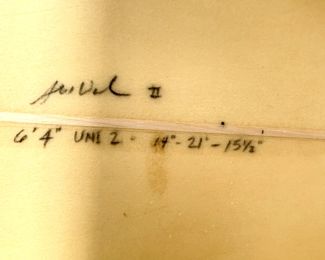 II
6'4" UNI 2 - 14" - 21" - 15½"